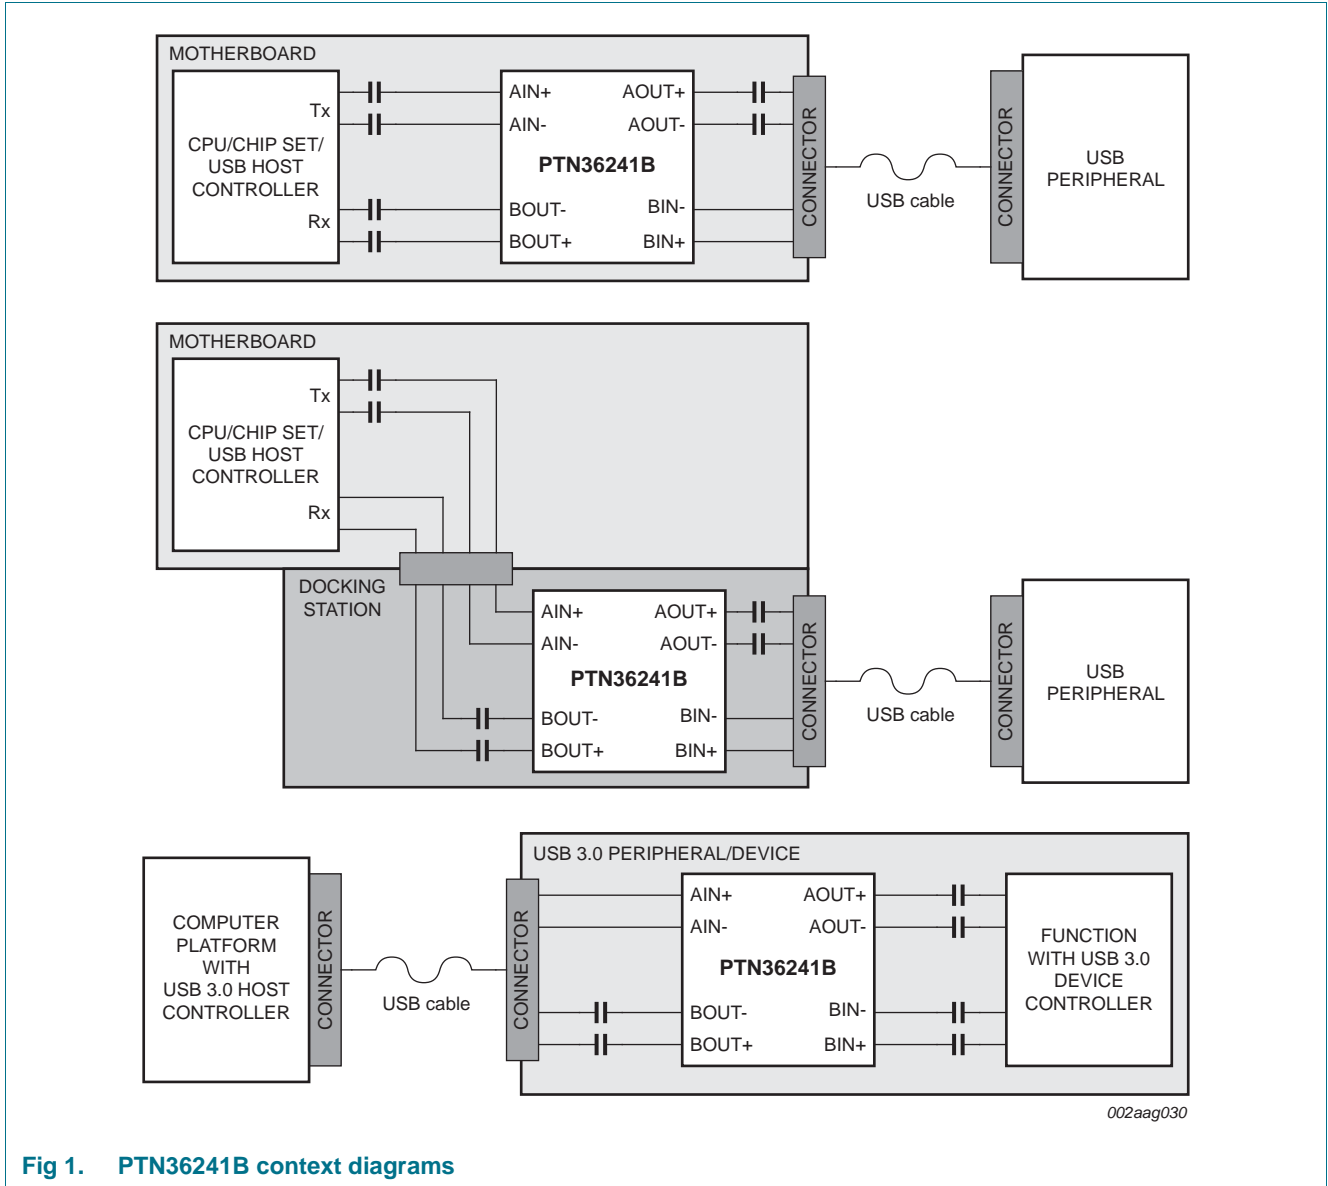 MOTHERBOARD
CPU/CHIP SET/
USB HOST
CONTROLLER
Tx
Rx
AIN+
AIN-
BOUT-
BOUT+
PTN36241B
AOUT+
AOUT-
BIN-
BIN+
CONNECTOR
USB cable
CONNECTOR
USB
PERIPHERAL
MOTHERBOARD
CPU/CHIP SET/
USB HOST
CONTROLLER
Tx
Rx
DOCKING
STATION
AIN+
AIN-
BOUT-
BOUT+
PTN36241B
AOUT+
AOUT-
BIN-
BIN+
CONNECTOR
USB cable
CONNECTOR
USB
PERIPHERAL
COMPUTER
PLATFORM
WITH
USB 3.0 HOST
CONTROLLER
CONNECTOR
USB cable
CONNECTOR
USB 3.0 PERIPHERAL/DEVICE
AIN+
AIN-
BOUT-
BOUT+
PTN36241B
AOUT+
AOUT-
BIN-
BIN+
FUNCTION
WITH USB 3.0
DEVICE
CONTROLLER
002aag030
Fig 1. PTN36241B context diagrams